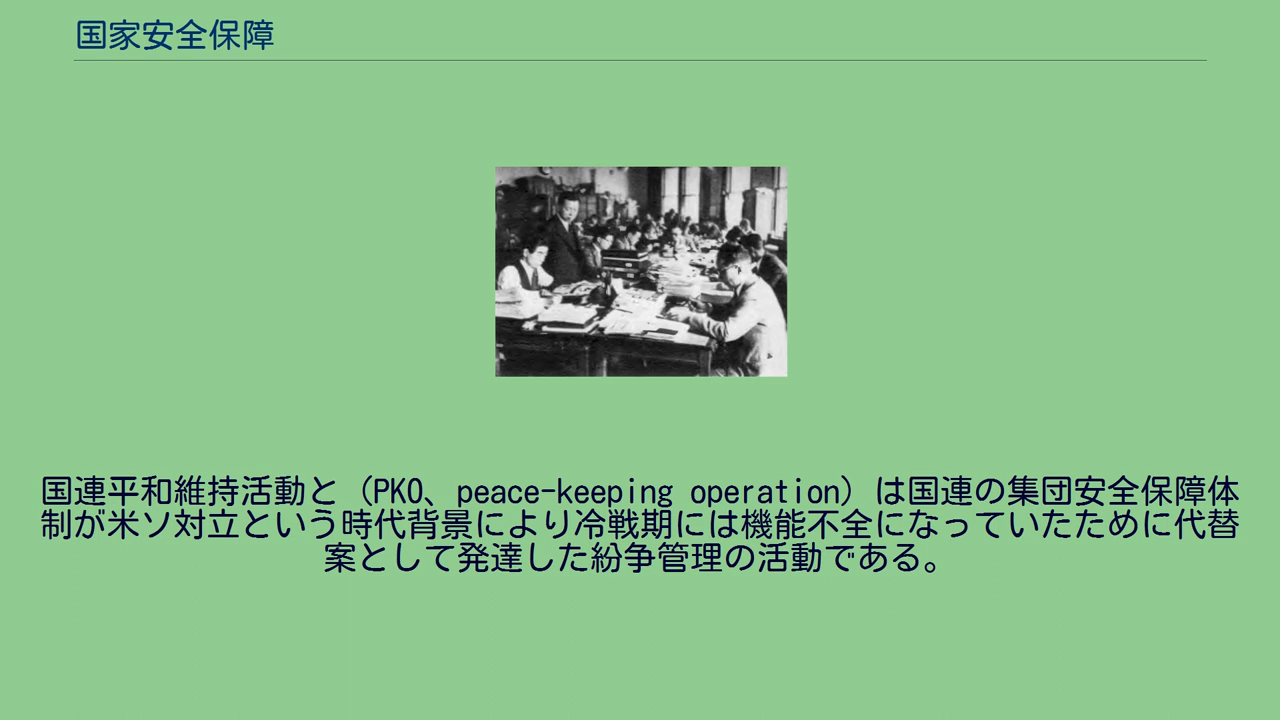 国家安全保障
国連平和維持活動と（PKO、peace-keeping operation）は国連の集団安全保障体
制が米ソ対立という時代背景により冷戦期には機能不全になっていたために代替
案として発達した紛争管理の活動である。